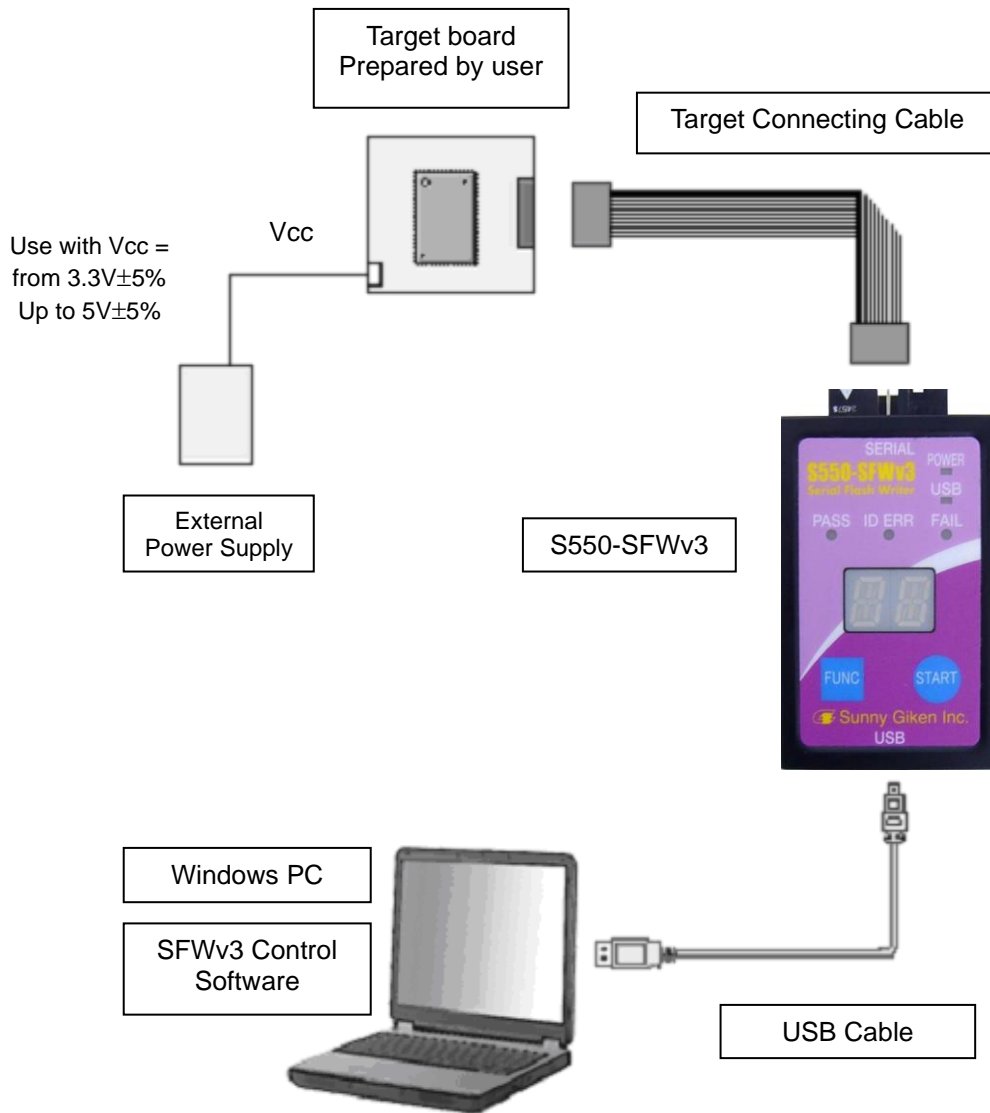 Target board
Prepared by user
Target Connecting Cable
Vcc
Use with Vcc =
from 3.3V±5%
Up to 5V±5%
External
Power Supply
S550-SFWv3
SERIAL
S550-SFWv3
Serial Flash Writer
POWER
USB
PASS ID ERR FAIL
FUNC
START
Sunny Giken Inc.
USB
Windows PC
SFWv3 Control
Software
USB Cable